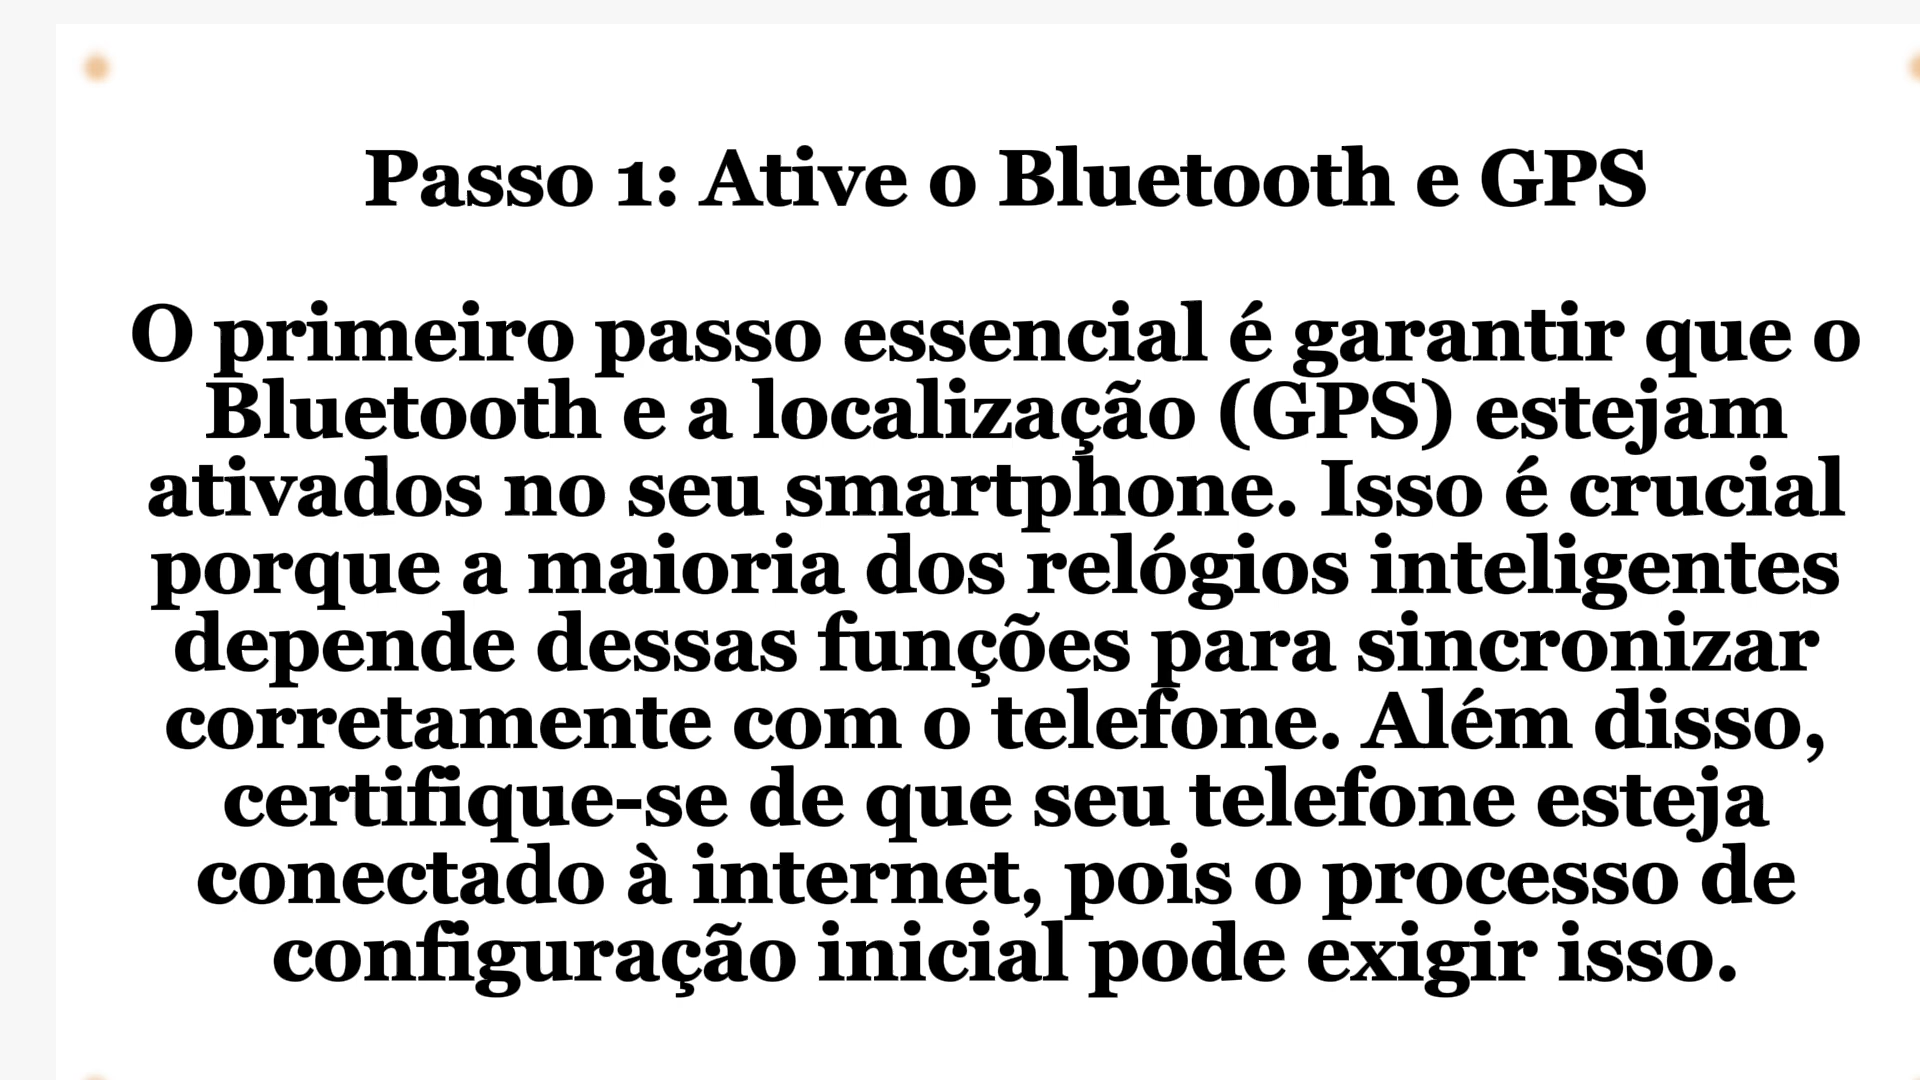 Passo 1: Ative o Bluetooth e GPS
O primeiro passo essencial é garantir que o
Bluetooth e a localização (GPS) estejam
ativados no seu smartphone. Isso é crucial
porque a maioria dos relógios inteligentes
depende dessas funções para sincronizar
corretamente com o telefone. Além disso,
certifique-se de que seu telefone esteja
conectado à internet, pois o processo de
configuração inicial pode exigir isso.